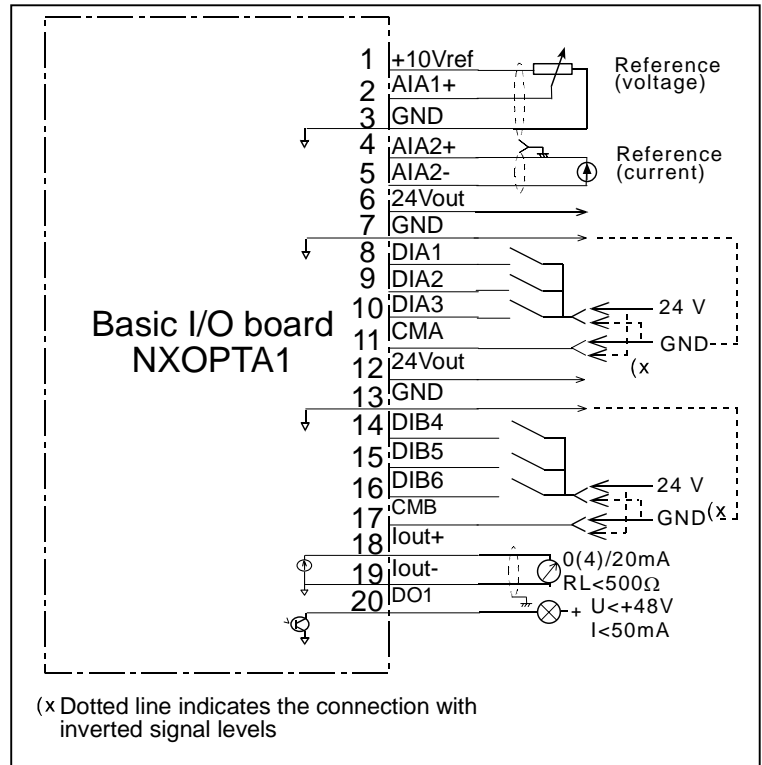 1 +10Vref
2 AIA1+
3 GND
4 AIA2+
5 AIA2-
6 24Vout
7 GND
8 DIA1
9 DIA2
10 DIA3
11 CMA
12 24Vout
13 GND
14 DIB4
15 DIB5
16 DIB6
17 CMB
18 Iout+
19 Iout-
20 DO1
Basic I/O board
NXOPTA1
Reference
(voltage)
Reference
(current)
24 V
GND
(x
24 V
GND (x
0(4)/20mA
RL<500Ω
+ U<+48V
I<50mA
(x Dotted line indicates the connection with
inverted signal levels